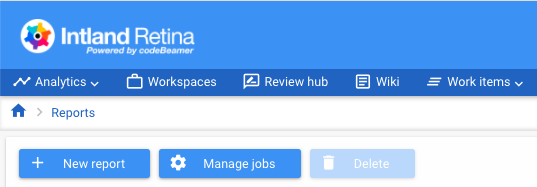 Intland Retina
Powered by codeBeamer
Analytics Workspaces Review hub Wiki Work items
Reports
New report Manage jobs Delete